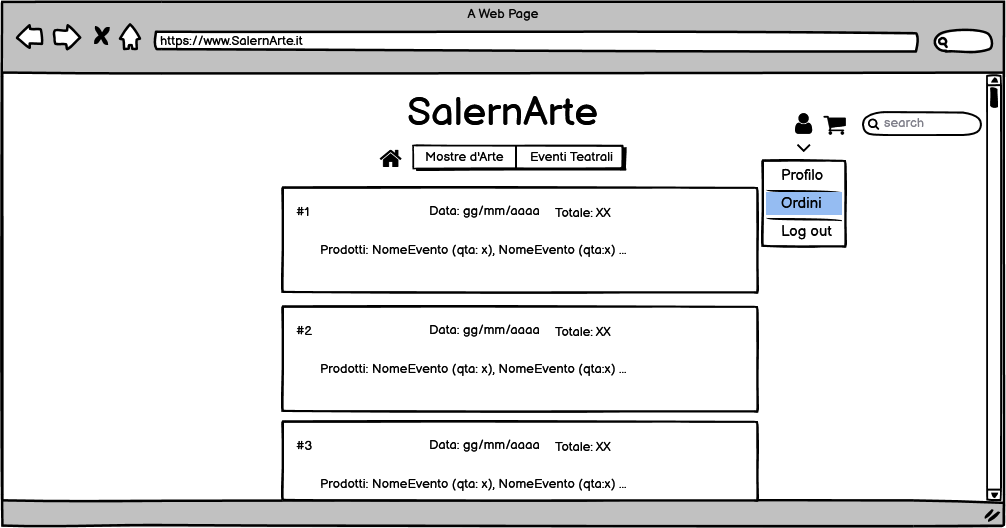 A Web Page
https://www.SalernArte.it
SalernArte
search
Mostre d'Arte
Eventi Teatrali
Profilo
Ordini
Log out
#1
Data: gg/mm/aaaa
Totale: XX
Prodotti: NomeEvento (qta: x), NomeEvento (qta:x) ...
#2
Data: gg/mm/aaaa
Totale: XX
Prodotti: NomeEvento (qta: x), NomeEvento (qta:x) ...
#3
Data: gg/mm/aaaa
Totale: XX
Prodotti: NomeEvento (qta: x), NomeEvento (qta:x) ...